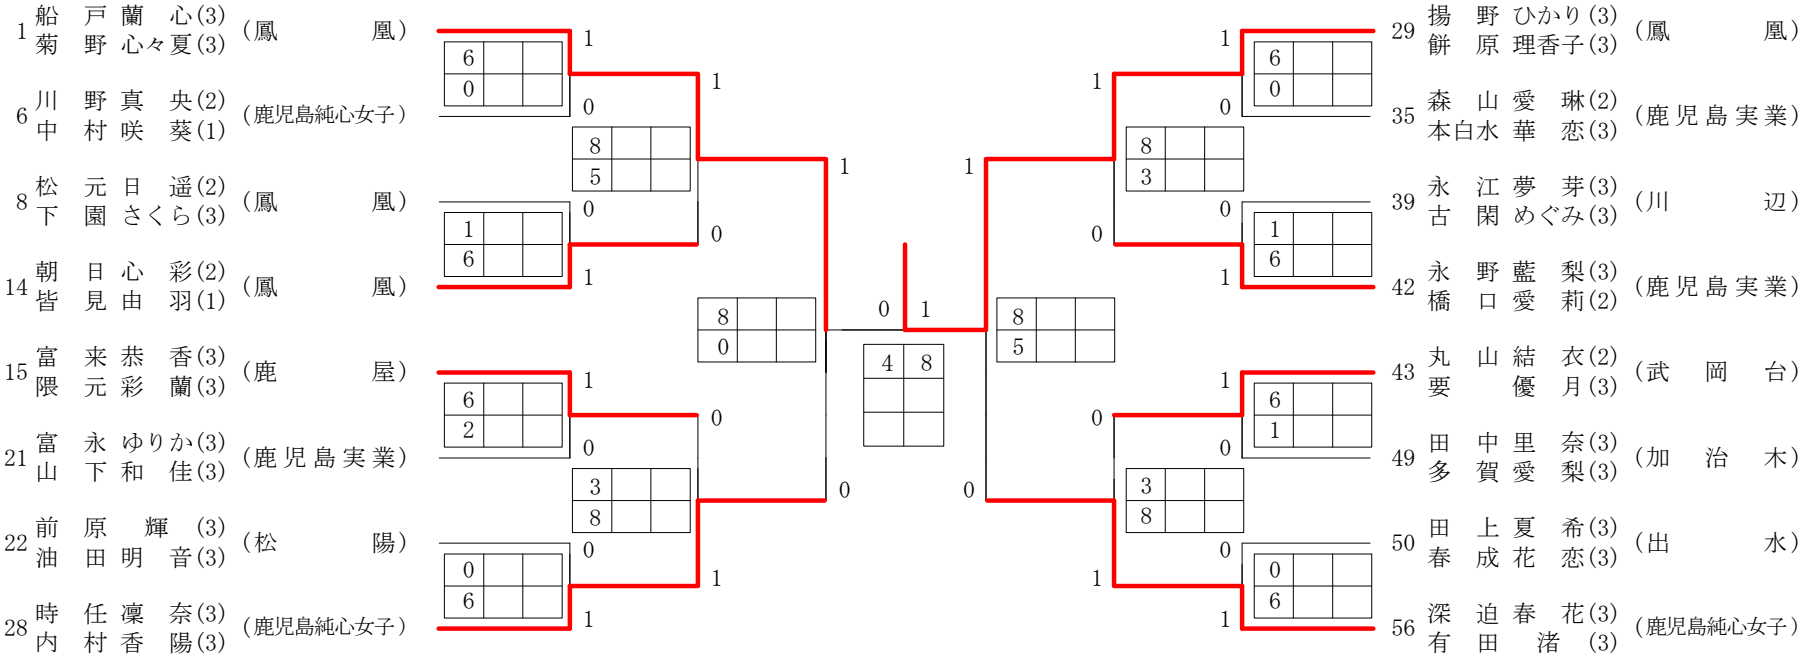 1 船戸蘭心(3) (鳳凰)
菊野心々夏(3)
6 川野真央(2) (鹿児島純心女子)
中村咲葵(1)
8 松元日遥(2) (鳳凰)
下園さくら(3)
14 朝日心彩(2) (鳳凰)
皆見由羽(1)
15 富来恭香(3) (鹿屋)
隈元彩蘭(3)
21 富永ゆりか(3) (鹿児島実業)
山下和佳(3)
22 前原輝(3) (松陽)
油田明音(3)
28 時任凜奈(3) (鹿児島純心女子)
内村香陽(3)
1
6
0
0
1
8
5
0
0
1
6
1
1
8
0
1
6
2
0
0
3
8
0
0
0
6
1
1
0 1
4 8
1
6
0
0
1
8
3
0
0
1
6
1
1
8
5
1
6
1
0
0
3
8
0
0
0
6
1
1
29 揚野ひかり(3) (鳳凰)
餅原理香子(3)
35 森山愛琳(2) (鹿児島実業)
本白水華恋(3)
39 永江夢芽(3) (川辺)
古閑めぐみ(3)
42 永野藍梨(3) (鹿児島実業)
橋口愛莉(2)
43 丸山結衣(2) (武岡台)
要優月(3)
49 田中里奈(3) (加治木)
多賀愛梨(3)
50 田上夏希(3) (出水)
春成花恋(3)
56 深迫春花(3) (鹿児島純心女子)
有田渚(3)